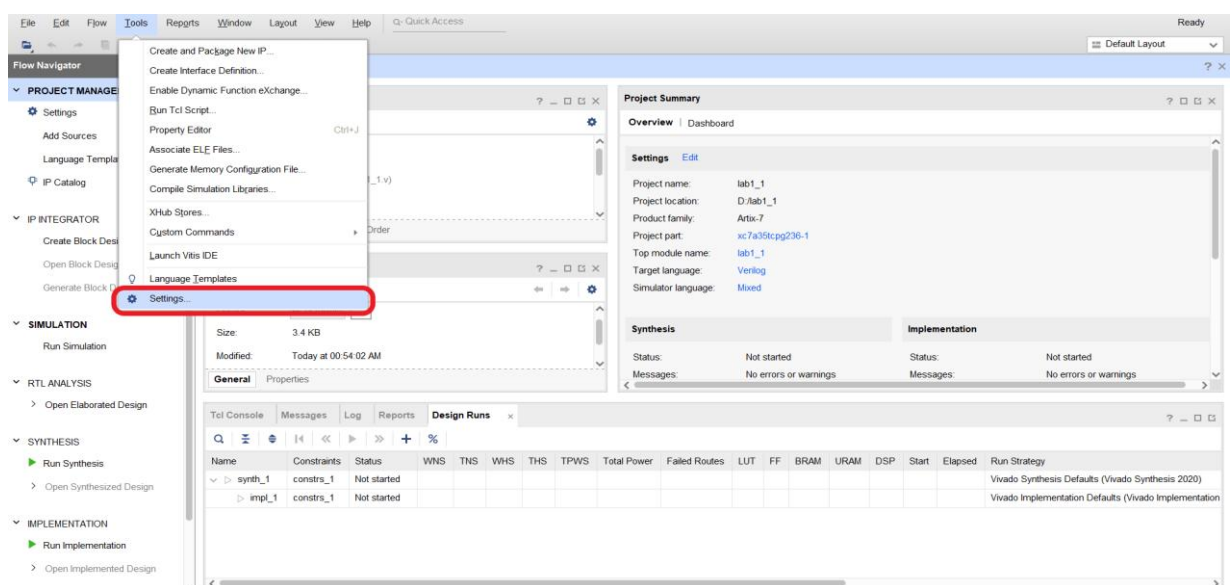 File Edit Flow Tools Reports Window Layout View Help Q- Quick Access Ready
Default Layout
Flow Navigator
PROJECT MANAGE
Settings
Add Sources
Language Templa
IP Catalog
IP INTEGRATOR
Create Block Desi
Open Block Desig
Generate Block D
SIMULATION
Run Simulation
RTL ANALYSIS
Open Elaborated Design
SYNTHESIS
Run Synthesis
Open Synthesized Design
IMPLEMENTATION
Run Implementation
Open Implemented Design
Create and Package New IP...
Create Interface Definition...
Enable Dynamic Function eXchange...
Run Tcl Script...
Property Editor Ctrl+J
Associate ELF Files...
Generate Memory Configuration File...
Compile Simulation Libraries...
XHub Stores...
Custom Commands
Launch Vitis IDE
Language Templates
Settings...
1_1.v)
Order
Size: 3.4 KB
Modified: Today at 00:54:02 AM
General Properties
Project Summary
Overview | Dashboard
Settings Edit
Project name: lab1_1
Project location: D:/lab1_1
Product family: Artix-7
Project part: xc7a35tcpg236-1
Top module name: lab1_1
Target language: Verilog
Simulator language: Mixed
Synthesis Implementation
Status: Not started Status: Not started
Messages: No errors or warnings Messages: No errors or warnings
Tcl Console Messages Log Reports Design Runs
Name Constraints Status WNS TNS WHS THS TPWS Total Power Failed Routes LUT FF BRAM URAM DSP Start Elapsed Run Strategy
synth_1 constrs_1 Not started Vivado Synthesis Defaults (Vivado Synthesis 2020)
impl_1 constrs_1 Not started Vivado Implementation Defaults (Vivado Implementation